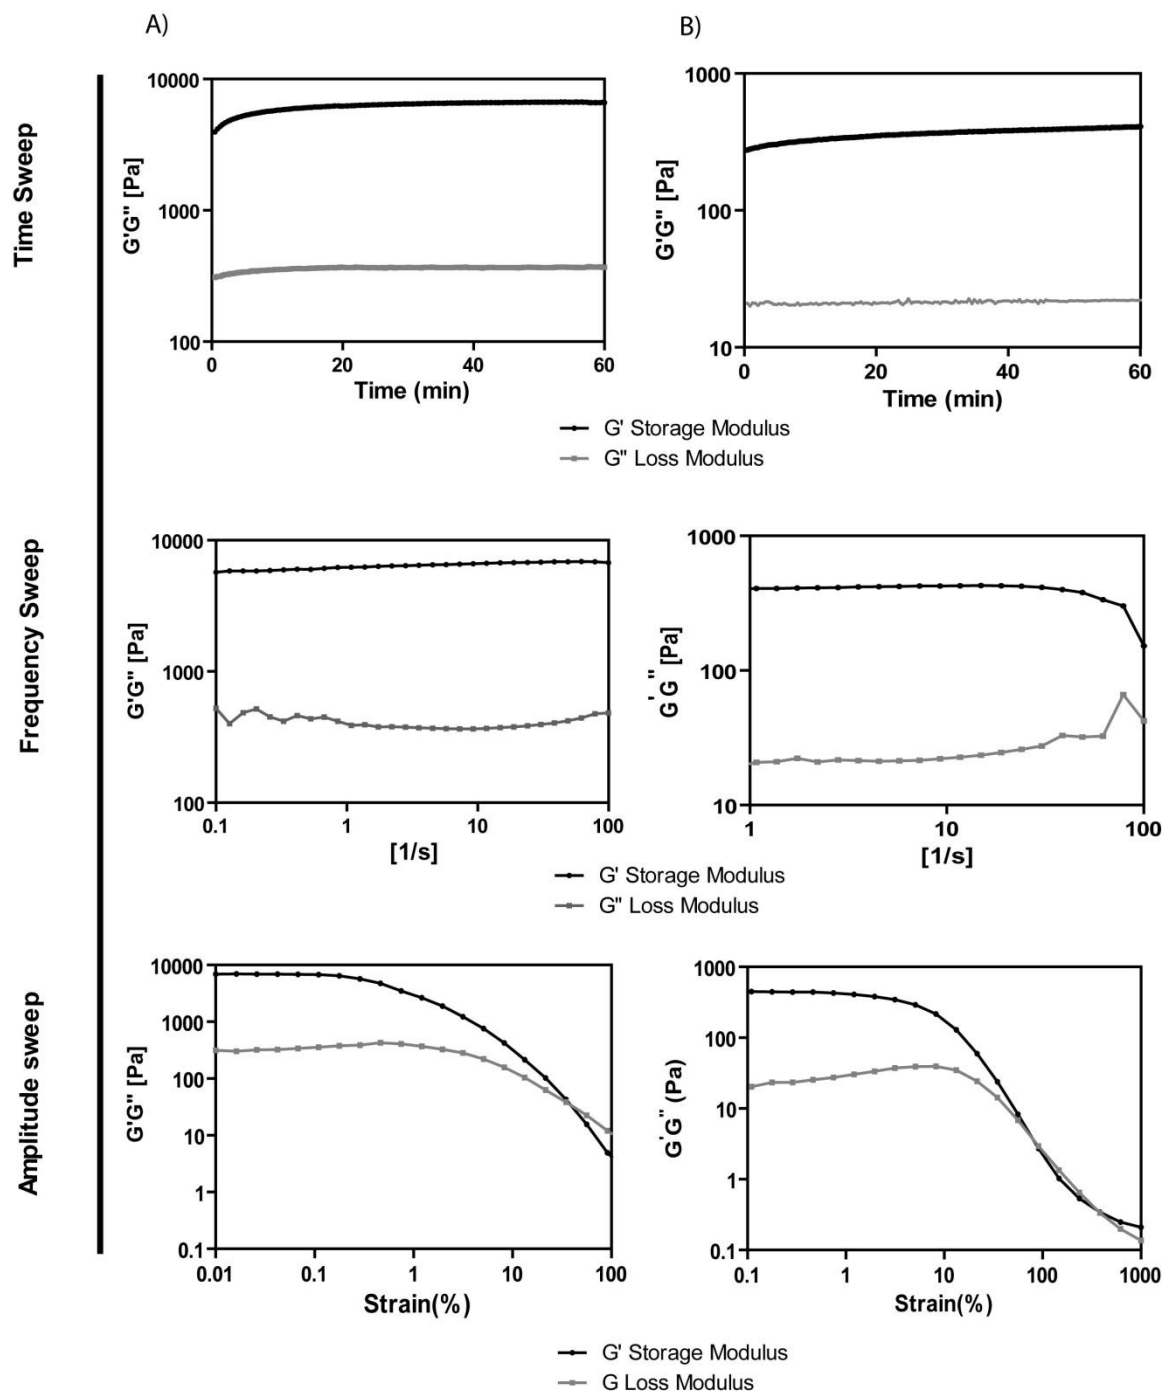 A)
B)
Time Sweep
G'G" [Pa]
10000
1000
100
0
20
40
60
Time (min)
G'G" [Pa]
1000
100
10
0
20
40
60
Time (min)
G' Storage Modulus
G" Loss Modulus
Frequency Sweep
G'G" [Pa]
10000
1000
100
0.1
1
10
100
[1/s]
G'G" [Pa]
1000
100
10
1
10
100
[1/s]
G' Storage Modulus
G" Loss Modulus
Amplitude sweep
G'G" [Pa]
10000
1000
100
10
1
0.1
0.01
0.1
1
10
100
Strain(%)
G'G" (Pa)
1000
100
10
1
0.1
0.1
1
10
100
1000
Strain(%)
G' Storage Modulus
G Loss Modulus